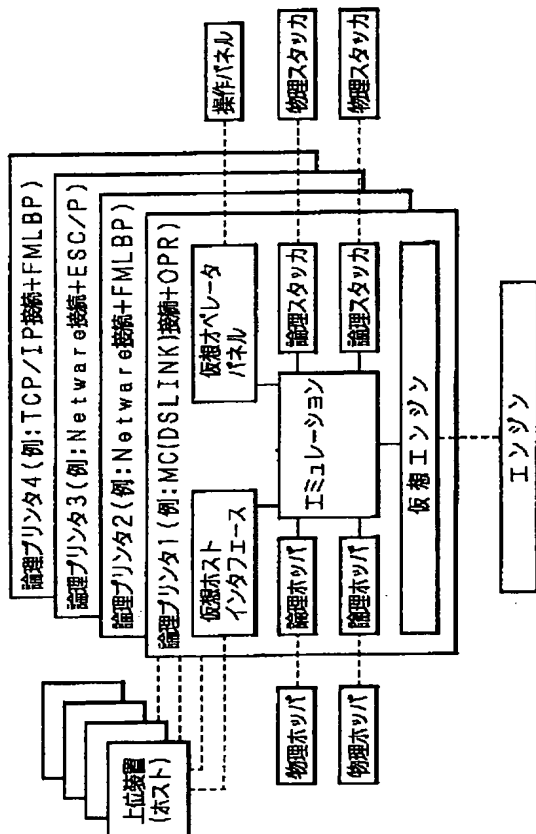 論理プリンタ4(例:TCP/IP接続+FMLBP)
論理プリンタ3(例:Netware接続+ESC/P)
論理プリンタ2(例:Netware接続+FMLBP)
論理プリンタ1(例:MC(DSLINK)接続+OPR)
上位装置
(ホスト)
仮想ホスト
インタフェース
仮想オペレータ
パネル
操作パネル
エミュレーション
物理ホッパ
論理ホッパ
論理スタッカ
物理スタッカ
物理ホッパ
論理ホッパ
論理スタッカ
物理スタッカ
仮想エンジン
エンジン